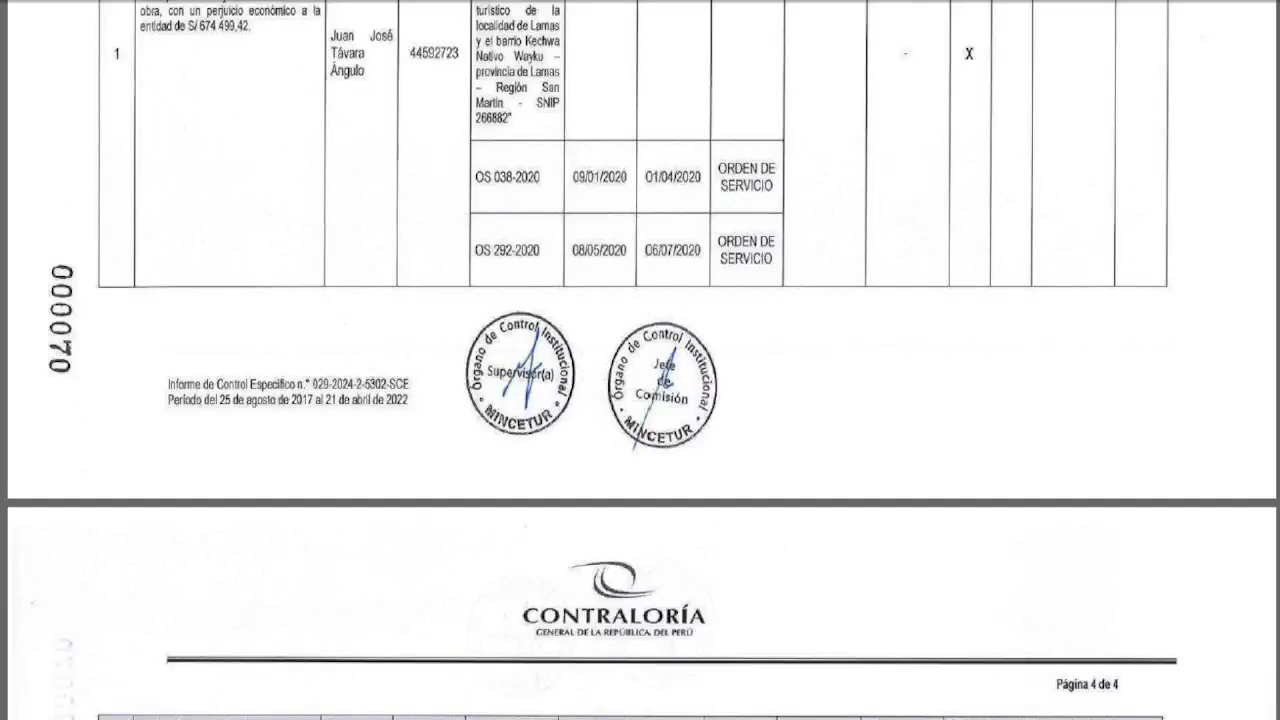 obra, con un perjuicio económico a la
entidad de S/ 674 499,42.
1
Juan José
Távara
Ángulo
44592723
turístico de la
localidad de Lamas
y el barrio Kechwa
Nativo Wayku –
provincia de Lamas
– Región San
Martin - SNIP
266882"
-
X
OS 038-2020 09/01/2020 01/04/2020 ORDEN DE
SERVICIO
OS 292-2020 08/05/2020 06/07/2020 ORDEN DE
SERVICIO
000070
Informe de Control Específico n.° 029-2024-2-5302-SCE
Periodo del 25 de agosto de 2017 al 21 de abril de 2022
Órgano de Control Institucional
Supervisor(a)
MINCETUR
Órgano de Control Institucional
Jefe
de
Comisión
MINCETUR
CONTRALORÍA
GENERAL DE LA REPÚBLICA DEL PERÚ
Página 4 de 4